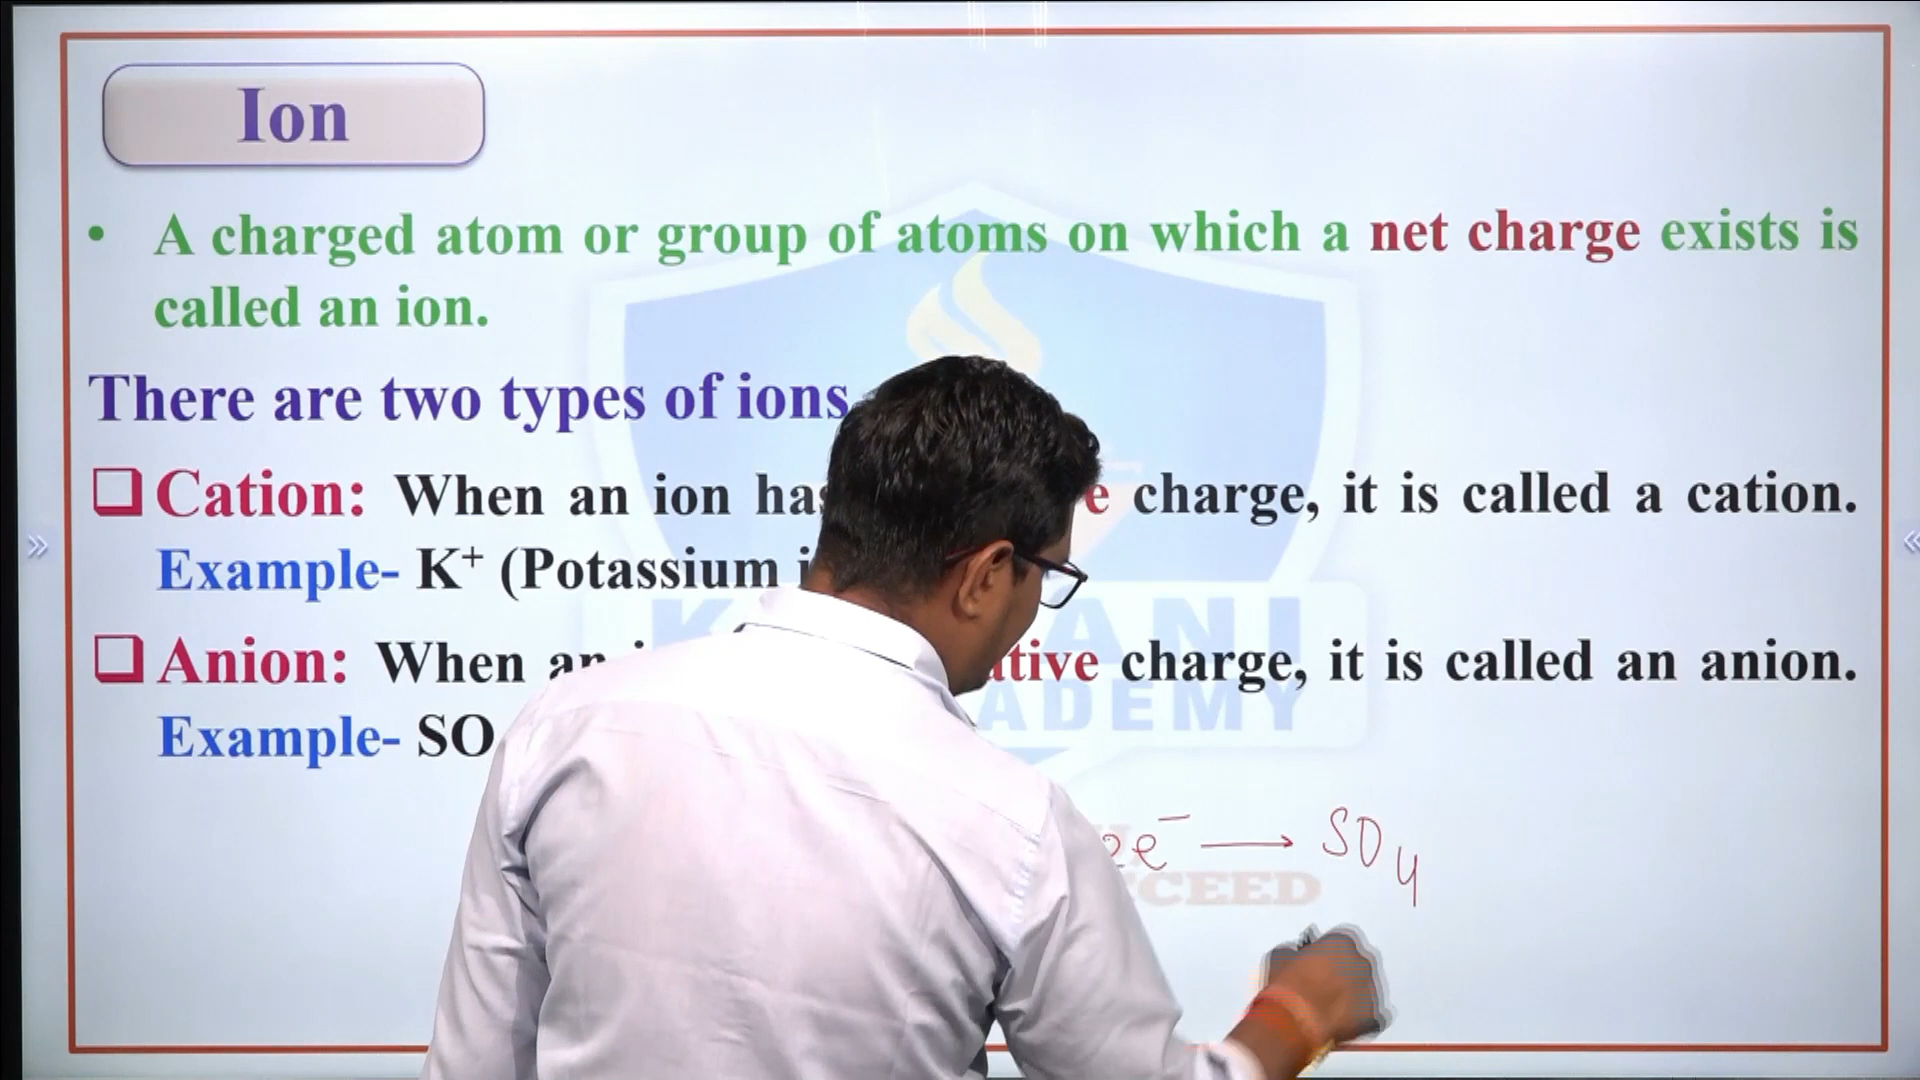 Ion
• A charged atom or group of atoms on which a net charge exists is
called an ion.
There are two types of ions
❑ Cation: When an ion has charge, it is called a cation.
Example- K⁺ (Potassium
❑ Anion: When charge, it is called an anion.
Example- SO
2e⁻ ⟶ SO₄